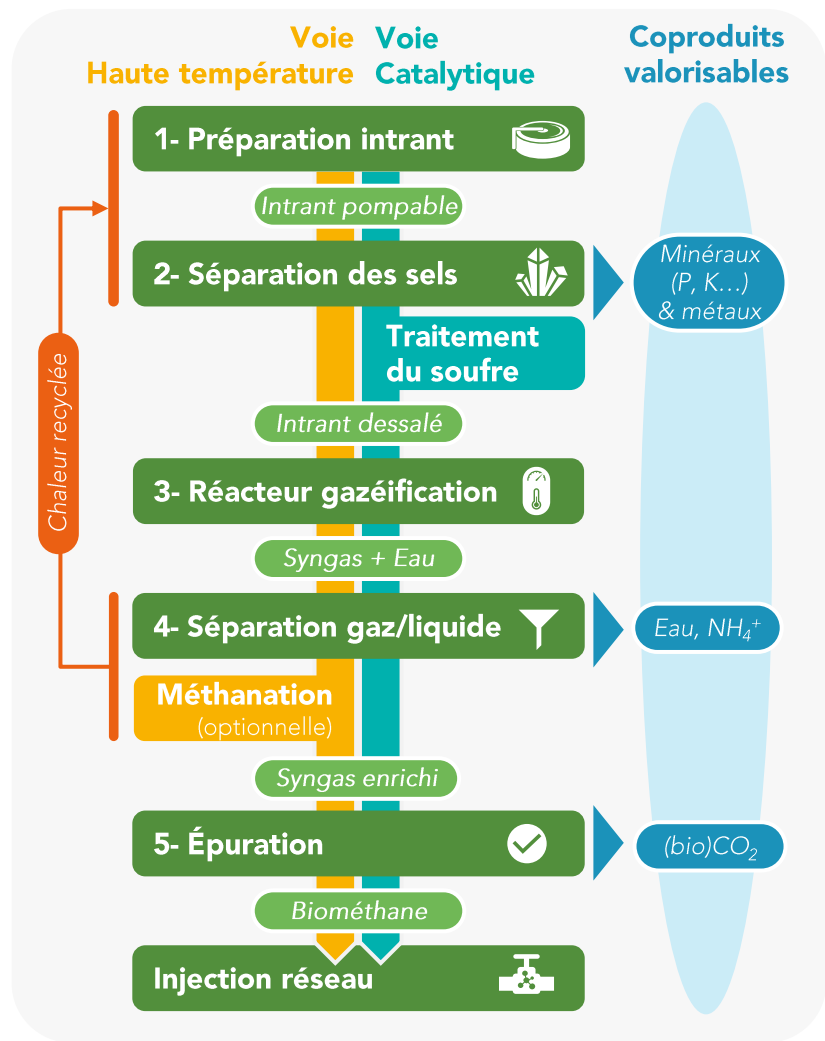 Voie
Haute température
Voie
Catalytique
Coproduits
valorisables
1- Préparation intrant
Intrant pompable
2- Séparation des sels
Minéraux
(P, K...)
& métaux
Traitement
du soufre
Intrant dessalé
Chaleur recyclée
3- Réacteur gazéification
Syngas + Eau
4- Séparation gaz/liquide
Eau, NH₄⁺
Méthanation
(optionnelle)
Syngas enrichi
5- Épuration
(bio)CO₂
Biométhane
Injection réseau